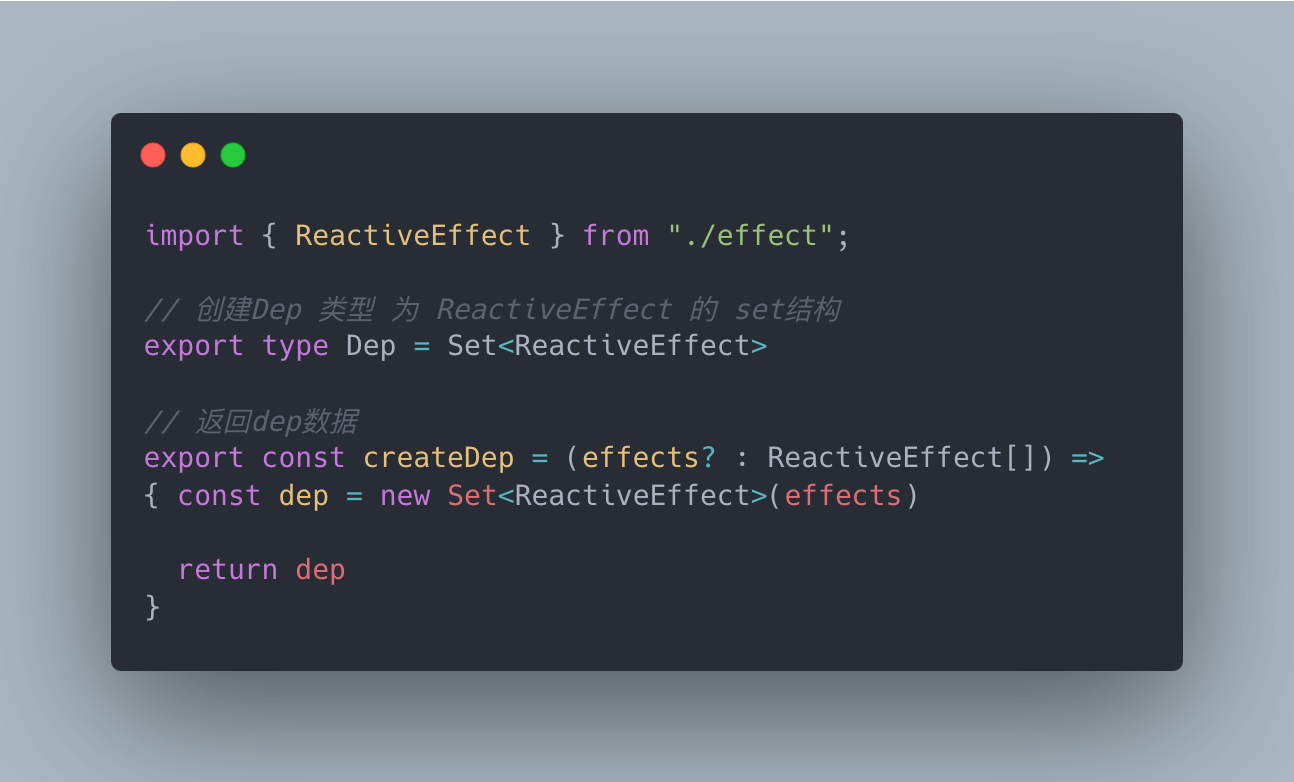 import { ReactiveEffect } from "./effect";
// 创建Dep 类型 为 ReactiveEffect 的 set结构
export type Dep = Set<ReactiveEffect>
// 返回dep数据
export const createDep = (effects? : ReactiveEffect[]) =>
{ const dep = new Set<ReactiveEffect>(effects)
  return dep
}